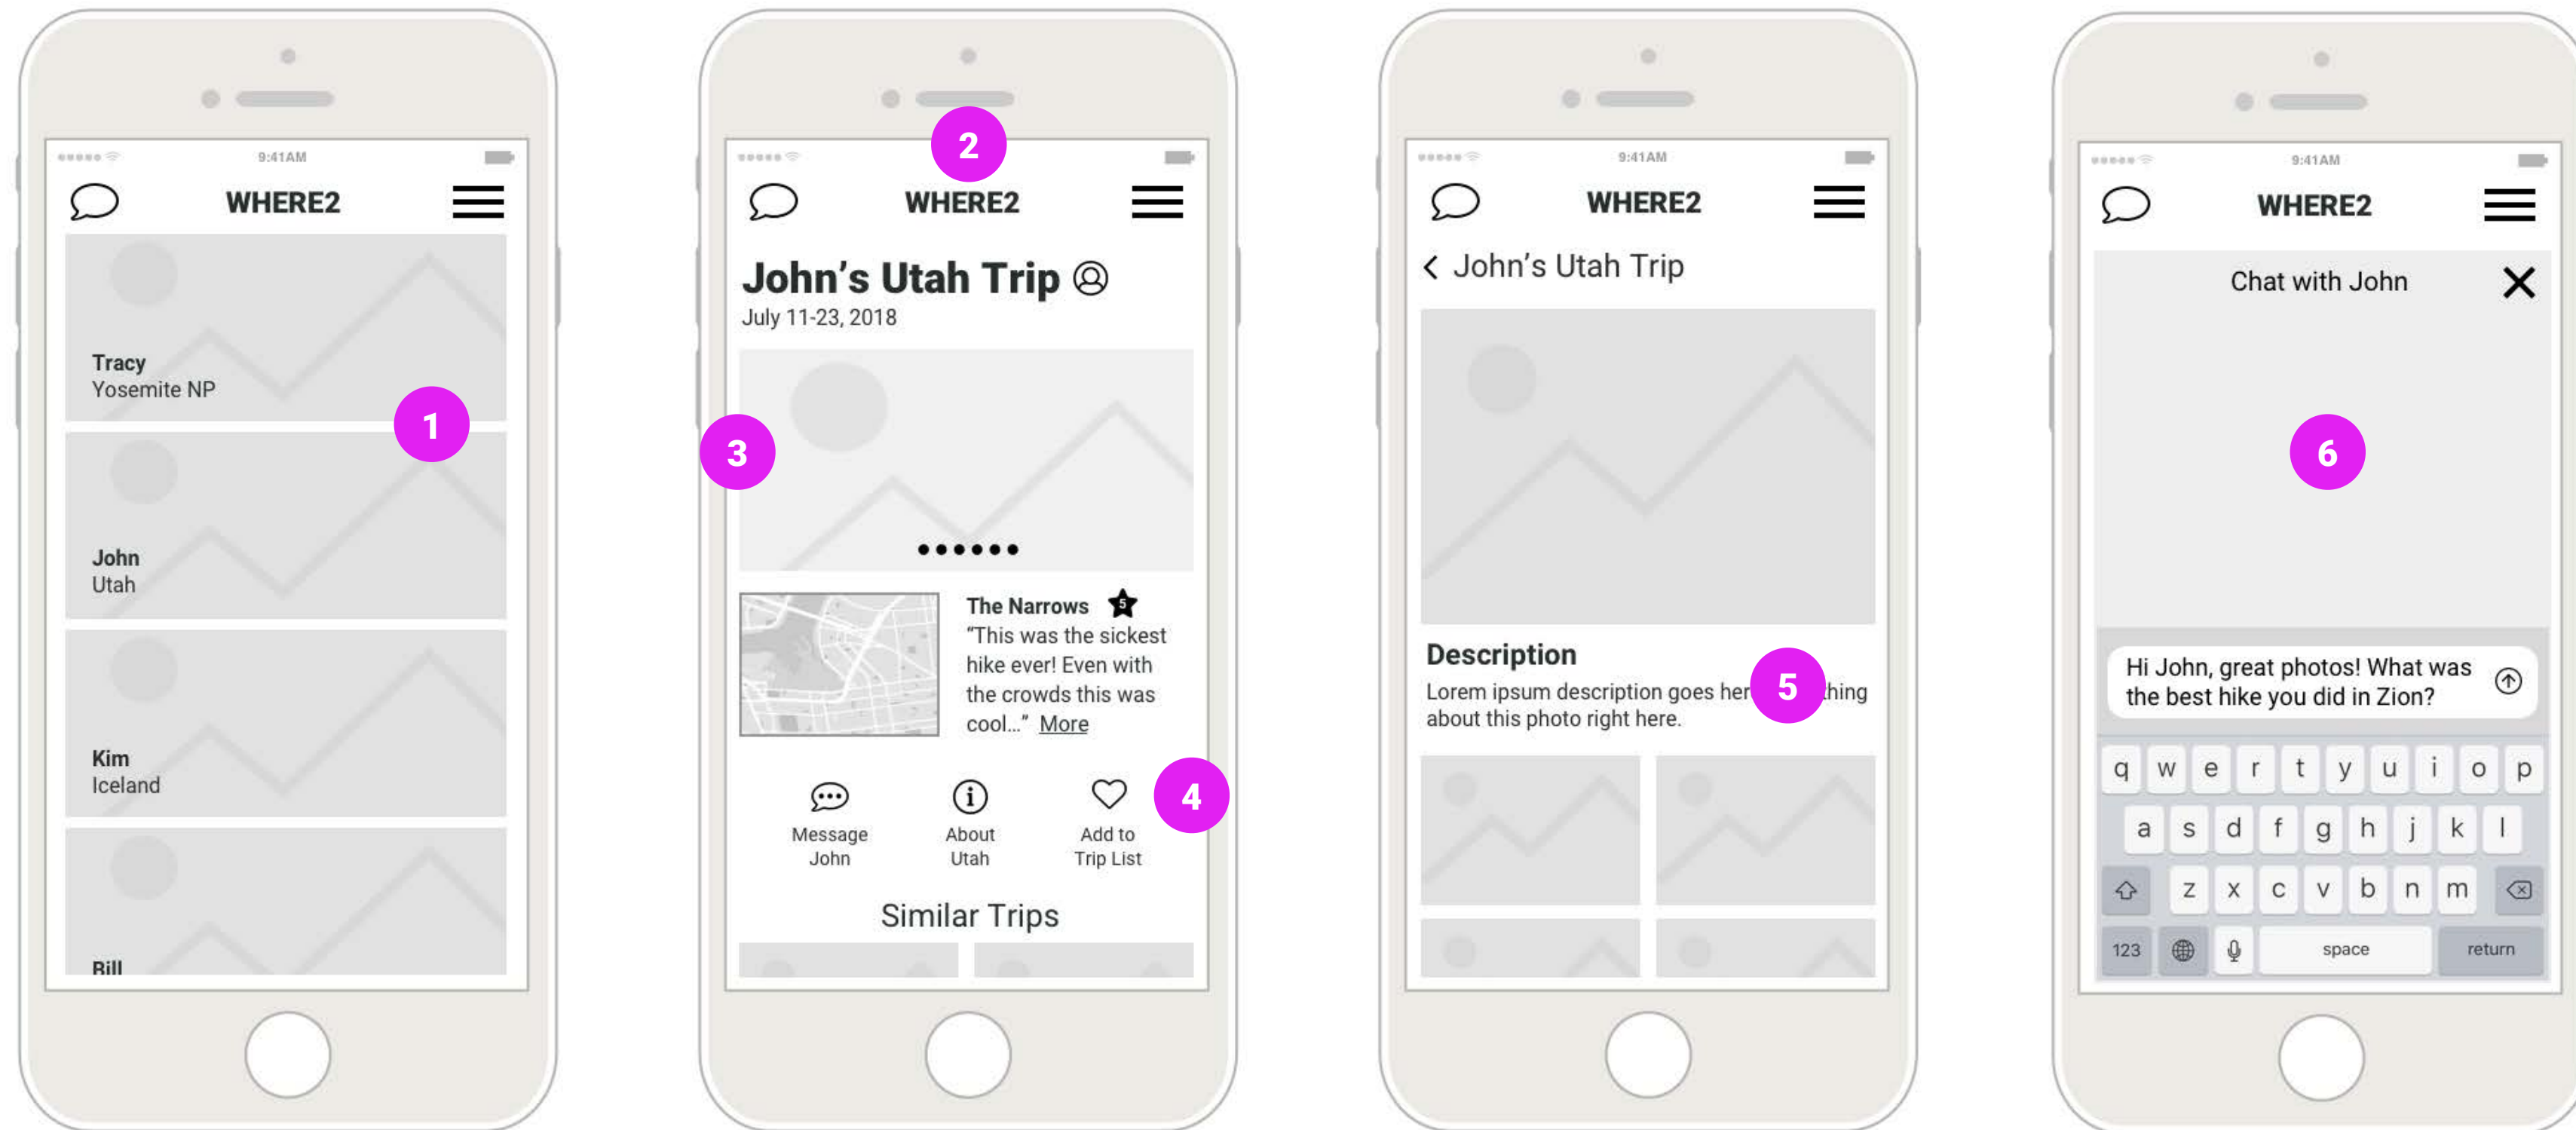 9:41AM
WHERE2
Tracy
Yosemite NP
1
John
Utah
Kim
Iceland
Bill
2
WHERE2
John's Utah Trip
July 11-23, 2018
3
The Narrows 5
“This was the sickest
hike ever! Even with
the crowds this was
cool...” More
4
Message
John
About
Utah
Add to
Trip List
Similar Trips
9:41AM
WHERE2
< John's Utah Trip
Description
Lorem ipsum description goes her 5 thing
about this photo right here.
9:41AM
WHERE2
Chat with John X
6
Hi John, great photos! What was
the best hike you did in Zion?
q w e r t y u i o p
a s d f g h j k l
z x c v b n m
123 space return